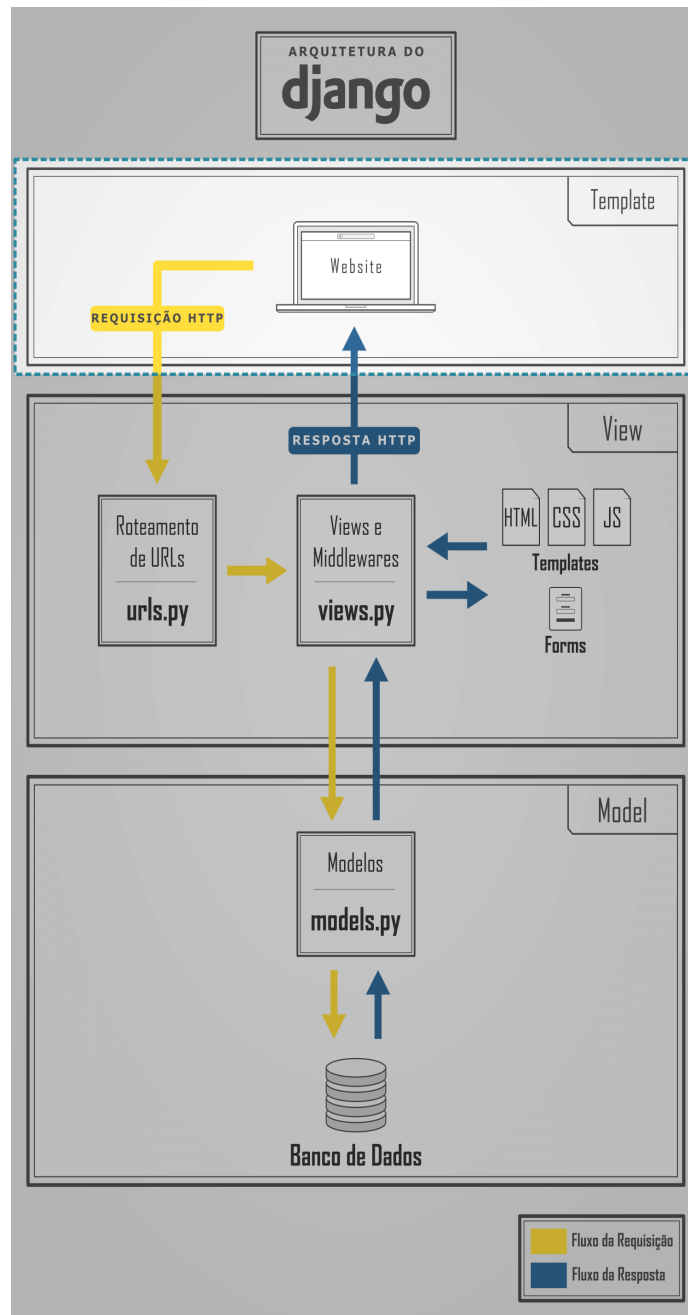 ARQUITETURA DO
django
Template
Website
REQUISIÇÃO HTTP
RESPOSTA HTTP
View
Roteamento
de URLs
urls.py
Views e
Middlewares
views.py
HTML
CSS
JS
Templates
Forms
Model
Modelos
models.py
Banco de Dados
Fluxo da Requisição
Fluxo da Resposta